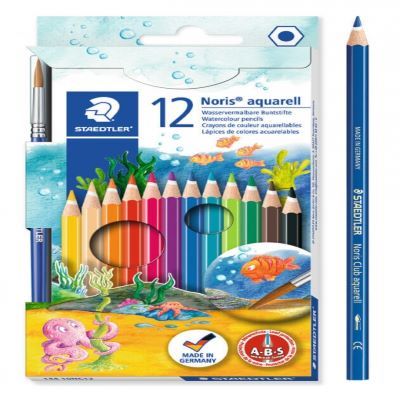 STAEDTLER
12
Noris® aquarell
Wasservermalbare Buntstifte
Watercolour pencils
Crayons de couleur aquarellables
Lápices de colores acuarelables
MADE IN
GERMANY
A·B·S
MADE IN GERMANY
STAEDTLER
Noris Club aquarell